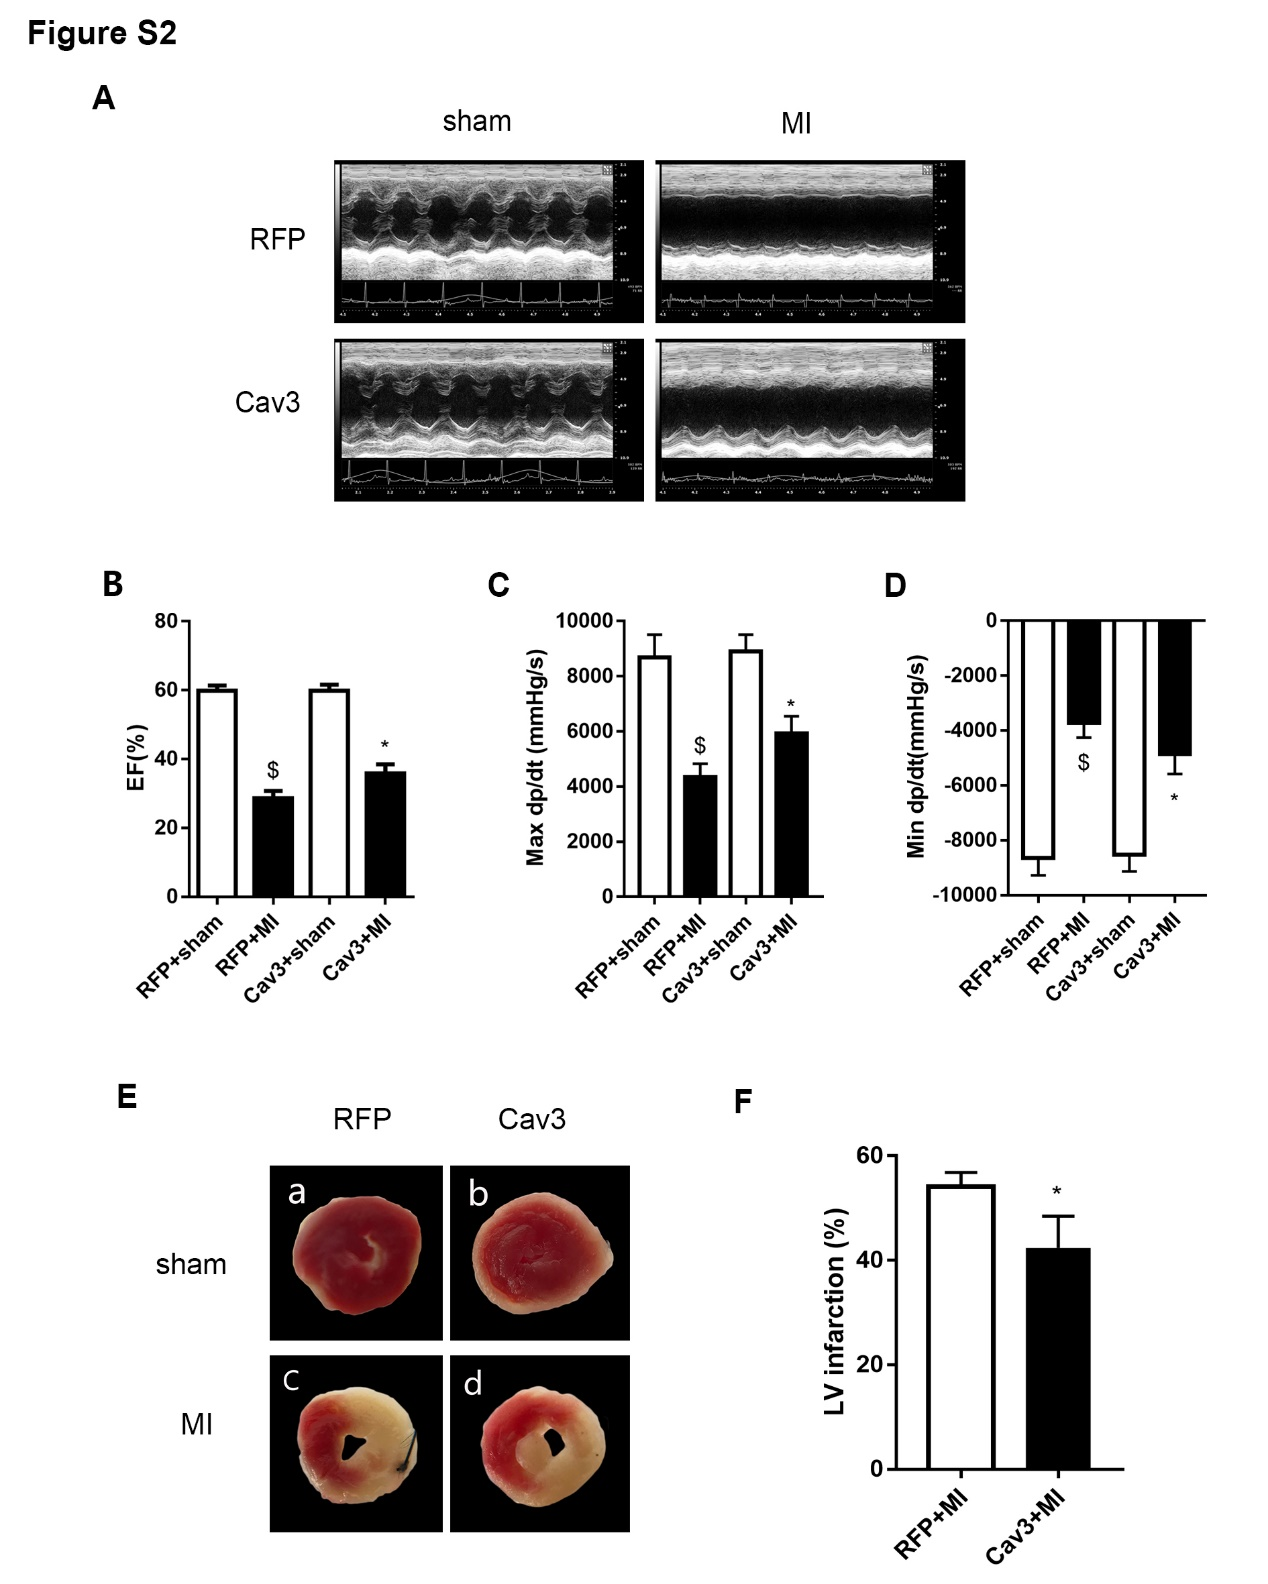 Figure S2
A
sham
MI
RFP
Cav3
B
EF(%)
80
60
40
20
0
$
*
RFP+sham
RFP+MI
Cav3+sham
Cav3+MI
C
Max dp/dt (mmHg/s)
10000
8000
6000
4000
2000
0
$
*
RFP+sham
RFP+MI
Cav3+sham
Cav3+MI
D
Min dp/dt(mmHg/s)
0
-2000
-4000
-6000
-8000
-10000
$
*
RFP+sham
RFP+MI
Cav3+sham
Cav3+MI
E
RFP
Cav3
sham
a
b
MI
c
d
F
LV infarction (%)
60
40
20
0
*
RFP+MI
Cav3+MI